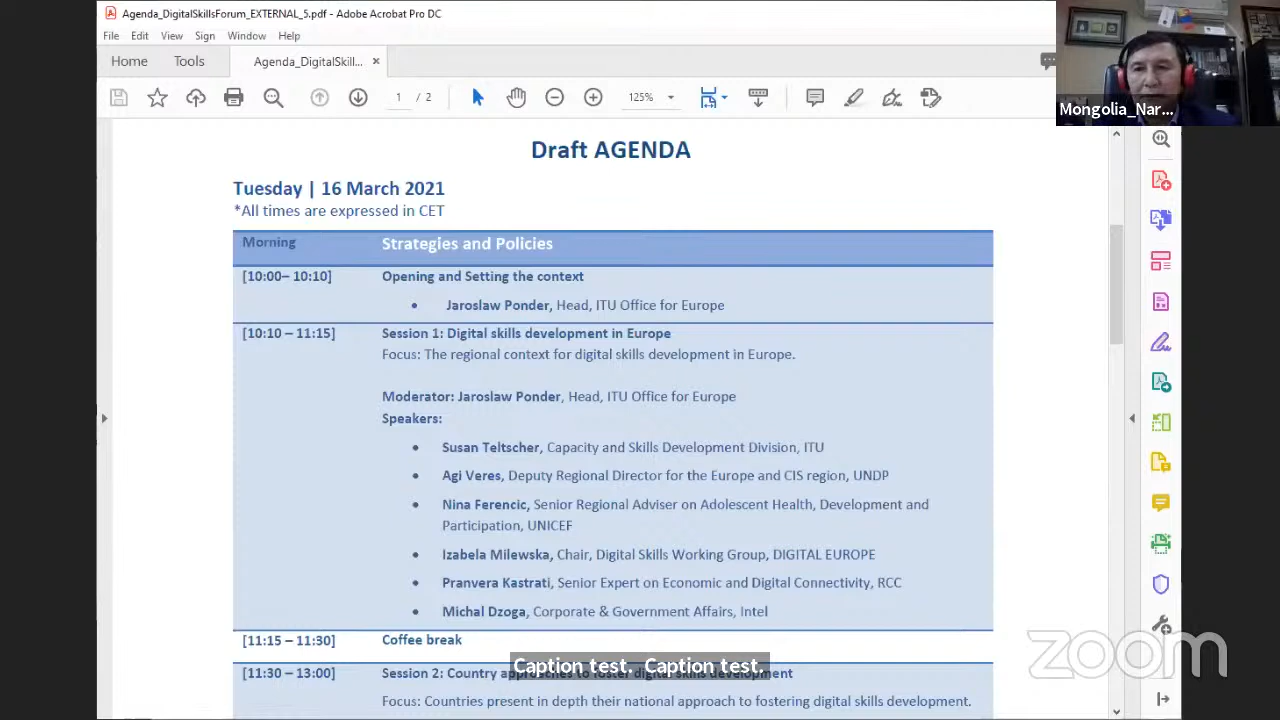 Agenda_DigitalSkillsForum_EXTERNAL_5.pdf - Adobe Acrobat Pro DC
File Edit View Sign Window Help
Home Tools Agenda_DigitalSkill... ×
1 / 2 125%
Mongolia_Nar...
Draft AGENDA
Tuesday | 16 March 2021
*All times are expressed in CET
Morning Strategies and Policies
[10:00– 10:10] Opening and Setting the context
• Jaroslaw Ponder, Head, ITU Office for Europe
[10:10 – 11:15] Session 1: Digital skills development in Europe
Focus: The regional context for digital skills development in Europe.
Moderator: Jaroslaw Ponder, Head, ITU Office for Europe
Speakers:
• Susan Teltscher, Capacity and Skills Development Division, ITU
• Agi Veres, Deputy Regional Director for the Europe and CIS region, UNDP
• Nina Ferencic, Senior Regional Adviser on Adolescent Health, Development and
Participation, UNICEF
• Izabela Milewska, Chair, Digital Skills Working Group, DIGITAL EUROPE
• Pranvera Kastrati, Senior Expert on Economic and Digital Connectivity, RCC
• Michal Dzoga, Corporate & Government Affairs, Intel
[11:15 – 11:30] Coffee break
Caption test. Caption test.
[11:30 – 13:00] Session 2: Country approaches to foster digital skills development
Focus: Countries present in depth their national approach to fostering digital skills development.
zoom